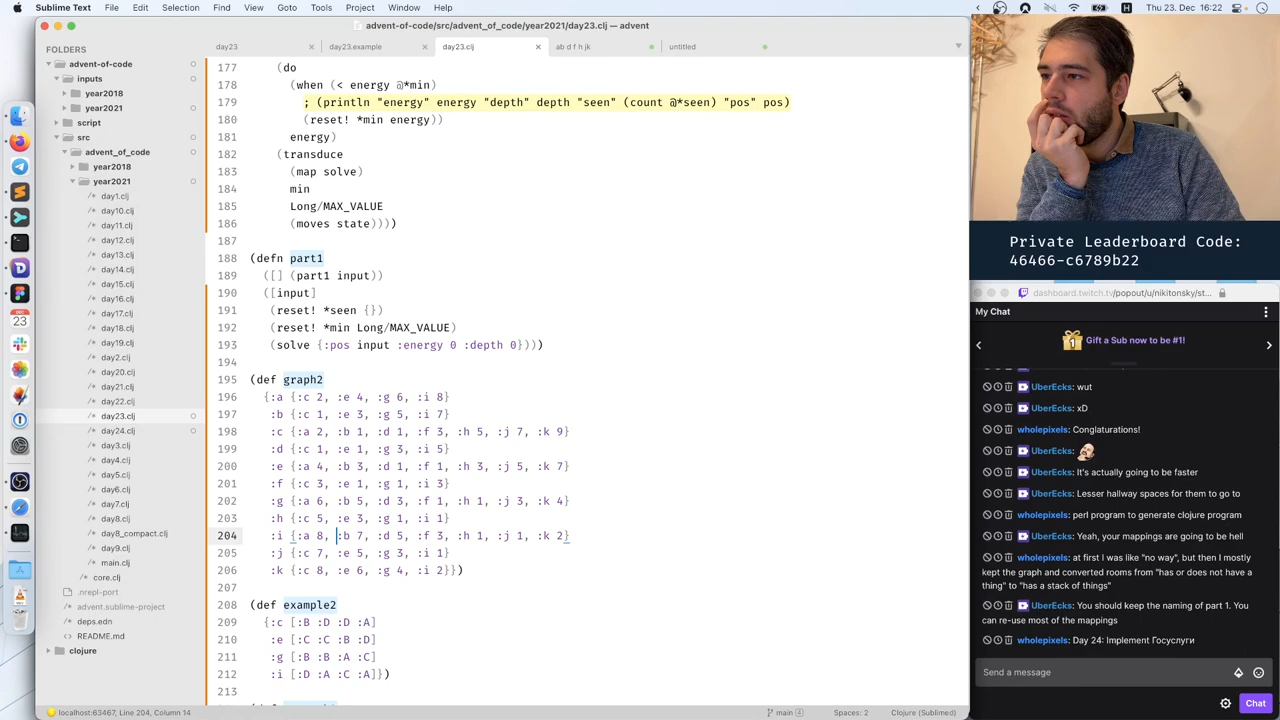 Sublime Text File Edit Selection Find View Goto Tools Project Window Help
Thu 23. Dec 16:22
advent-of-code/src/advent_of_code/year2021/day23.clj — advent
FOLDERS
advent-of-code
inputs
year2018
year2021
script
src
advent_of_code
year2018
year2021
day1.clj
day10.clj
day11.clj
day12.clj
day13.clj
day14.clj
day15.clj
day16.clj
day17.clj
day18.clj
day19.clj
day2.clj
day20.clj
day21.clj
day22.clj
day23.clj
day24.clj
day3.clj
day4.clj
day5.clj
day6.clj
day7.clj
day8.clj
day8_compact.clj
day9.clj
main.clj
core.clj
.nrepl-port
advent.sublime-project
deps.edn
README.md
clojure
day23 day23.example day23.clj ab d f h jk untitled
177 (do
178 (when (< energy @*min)
179 ; (println "energy" energy "depth" depth "seen" (count @*seen) "pos" pos)
180 (reset! *min energy))
181 energy)
182 (transduce
183 (map solve)
184 min
185 Long/MAX_VALUE
186 (moves state))))
187
188 (defn part1
189 ([] (part1 input))
190 ([input]
191 (reset! *seen {})
192 (reset! *min Long/MAX_VALUE)
193 (solve {:pos input :energy 0 :depth 0})))
194
195 (def graph2
196 {:a {:c 2, :e 4, :g 6, :i 8}
197 :b {:c 1, :e 3, :g 5, :i 7}
198 :c {:a 2, :b 1, :d 1, :f 3, :h 5, :j 7, :k 9}
199 :d {:c 1, :e 1, :g 3, :i 5}
200 :e {:a 4, :b 3, :d 1, :f 1, :h 3, :j 5, :k 7}
201 :f {:c 3, :e 1, :g 1, :i 3}
202 :g {:a 6, :b 5, :d 3, :f 1, :h 1, :j 3, :k 4}
203 :h {:c 5, :e 3, :g 1, :i 1}
204 :i {:a 8, :b 7, :d 5, :f 3, :h 1, :j 1, :k 2}
205 :j {:c 7, :e 5, :g 3, :i 1}
206 :k {:c 9, :e 7, :g 4, :i 2}})
207
208 (def example2
209 {:c [:B :D :D :A]
210 :e [:C :C :B :D]
211 :g [:B :B :A :C]
212 :i [:D :A :C :A]})
213
localhost:63467, Line 204, Column 14
main 4
Spaces: 2
Clojure (Sublimed)
Private Leaderboard Code:
46466-c6789b22
dashboard.twitch.tv/popout/u/nikitonsky/st...
My Chat
1 Gift a Sub now to be #1!
UberEcks: wut
UberEcks: xD
wholepixels: Conglaturations!
UberEcks:
UberEcks: It's actually going to be faster
UberEcks: Lesser hallway spaces for them to go to
wholepixels: perl program to generate clojure program
UberEcks: Yeah, your mappings are going to be hell
wholepixels: at first I was like "no way", but then I mostly
kept the graph and converted rooms from "has or does not have a
thing" to "has a stack of things"
UberEcks: You should keep the naming of part 1. You
can re-use most of the mappings
wholepixels: Day 24: Implement Госуслуги
Send a message
Chat